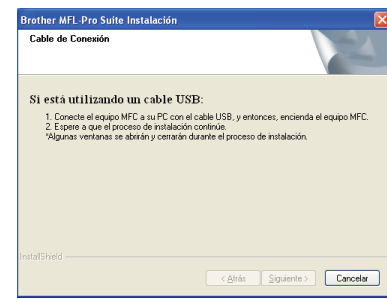 Brother MFL-Pro Suite Instalación
Cable de Conexión
Si está utilizando un cable USB:
1. Conecte el equipo MFC a su PC con el cable USB, y entonces, encienda el equipo MFC.
2. Espere a que el proceso de instalación continúe.
*Algunas ventanas se abrirán y cerrarán durante el proceso de instalación.
InstallShield
< Atrás
Siguiente >
Cancelar